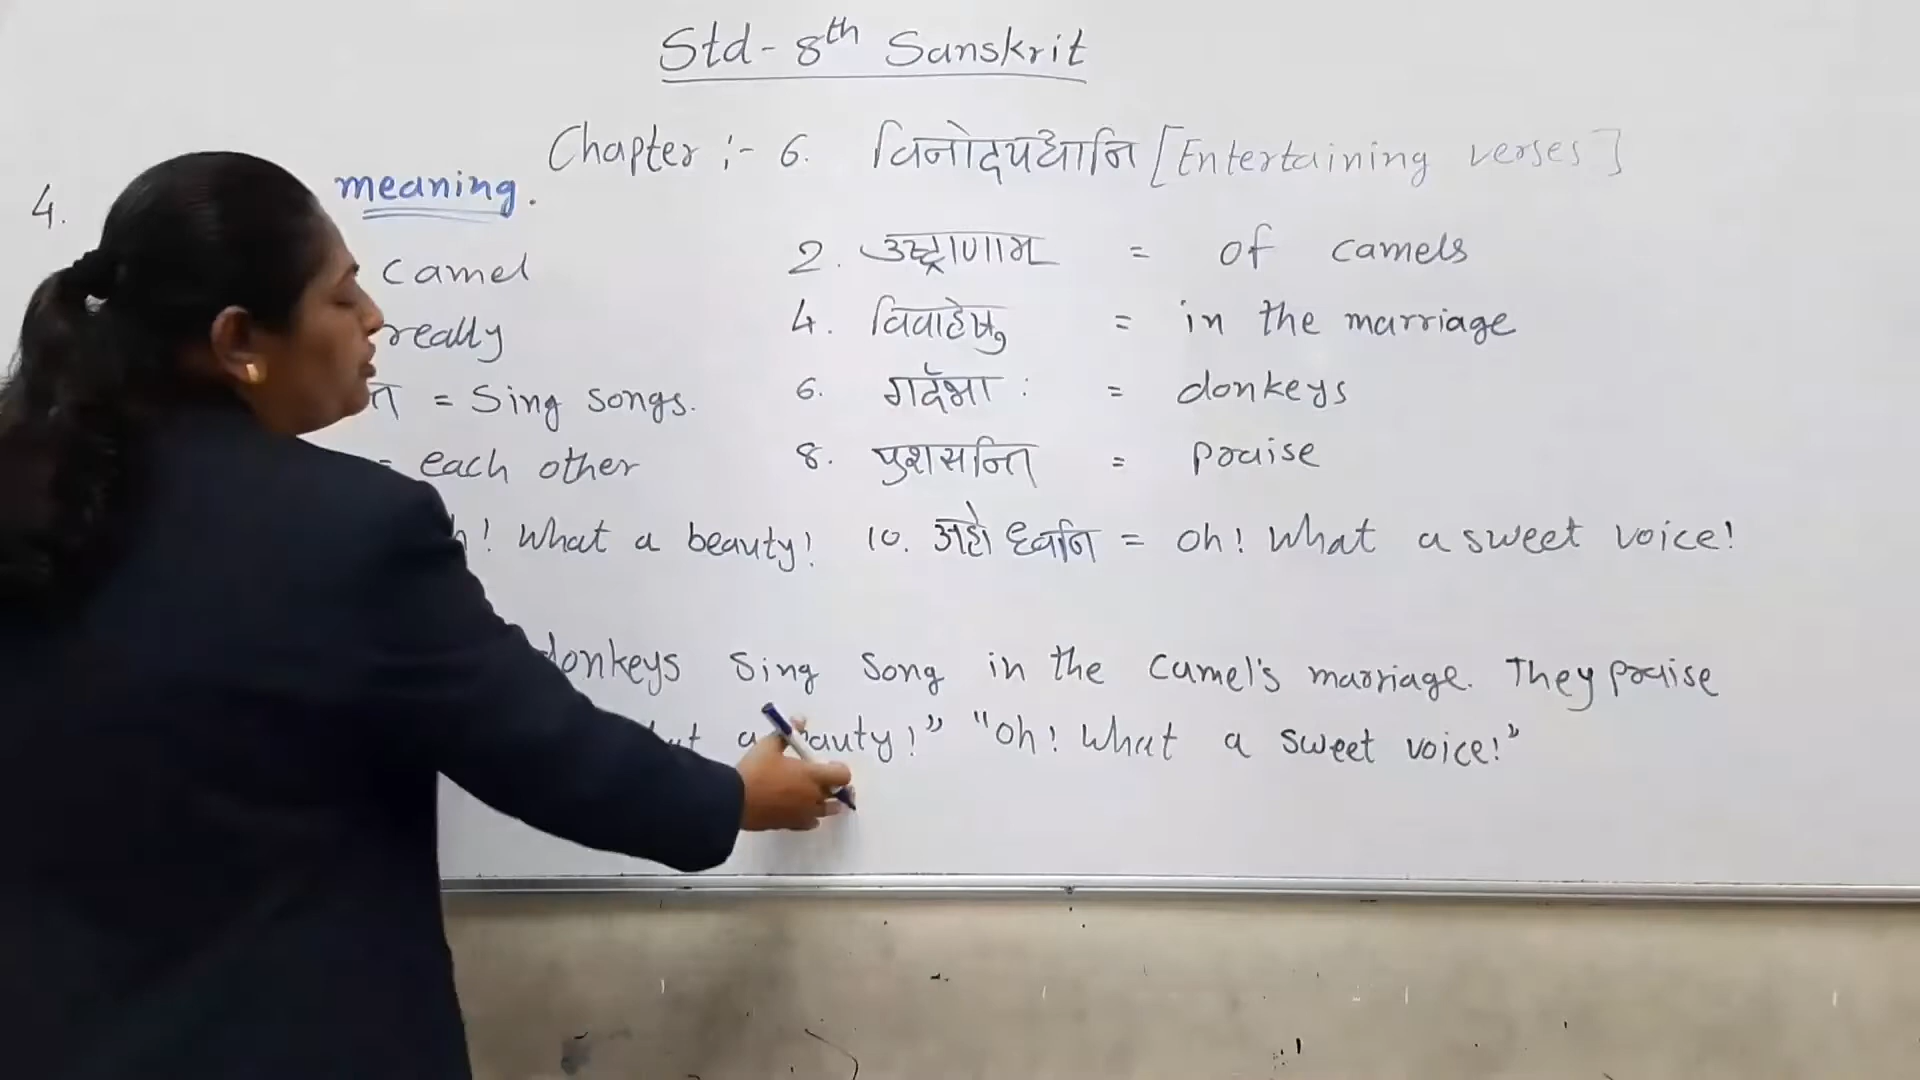 Std - 8th Sanskrit
Chapter :- 6. विनोदपद्यानि [Entertaining verses]
4. meaning.
camel 2. उष्ट्राणाम = of camels
really 4. विवाहेषु = in the marriage
= Sing songs. 6. गर्दभा : = donkeys
= each other 8. पुशसन्ति = praise
h! What a beauty! 10. अहो ध्वनि = oh! What a sweet voice!
donkeys sing song in the camel's marriage. They praise
a beauty!" "Oh! What a sweet voice!"